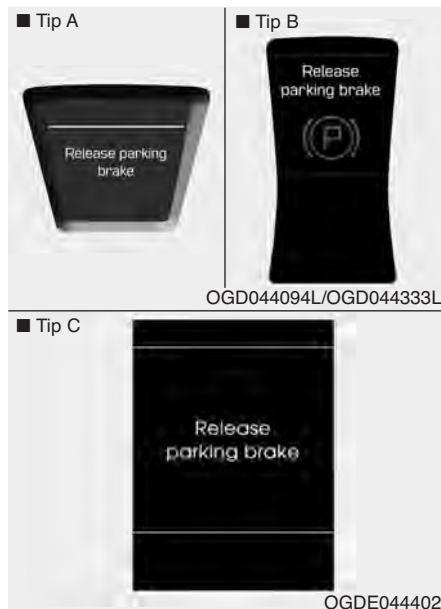 ■ Tip A
Release parking
brake
■ Tip B
Release
parking brake
P
OGD044094L/OGD044333L
■ Tip C
Release
parking brake
OGDE044402